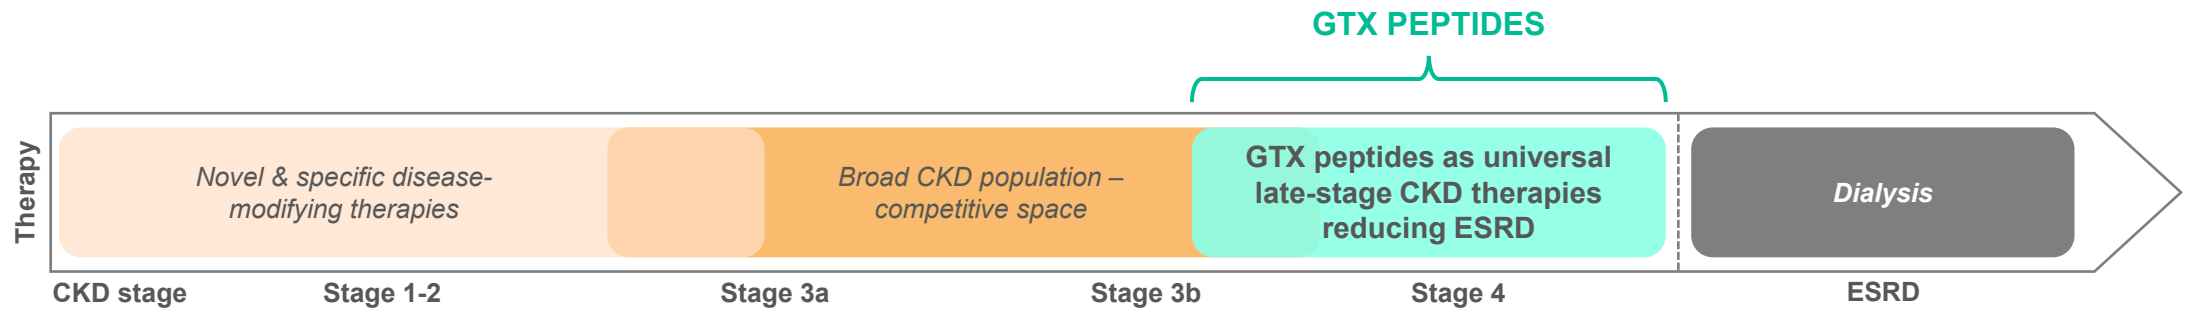 GTX PEPTIDES
Therapy
Novel & specific disease-
modifying therapies
Broad CKD population –
competitive space
GTX peptides as universal
late-stage CKD therapies
reducing ESRD
Dialysis
CKD stage
Stage 1-2
Stage 3a
Stage 3b
Stage 4
ESRD